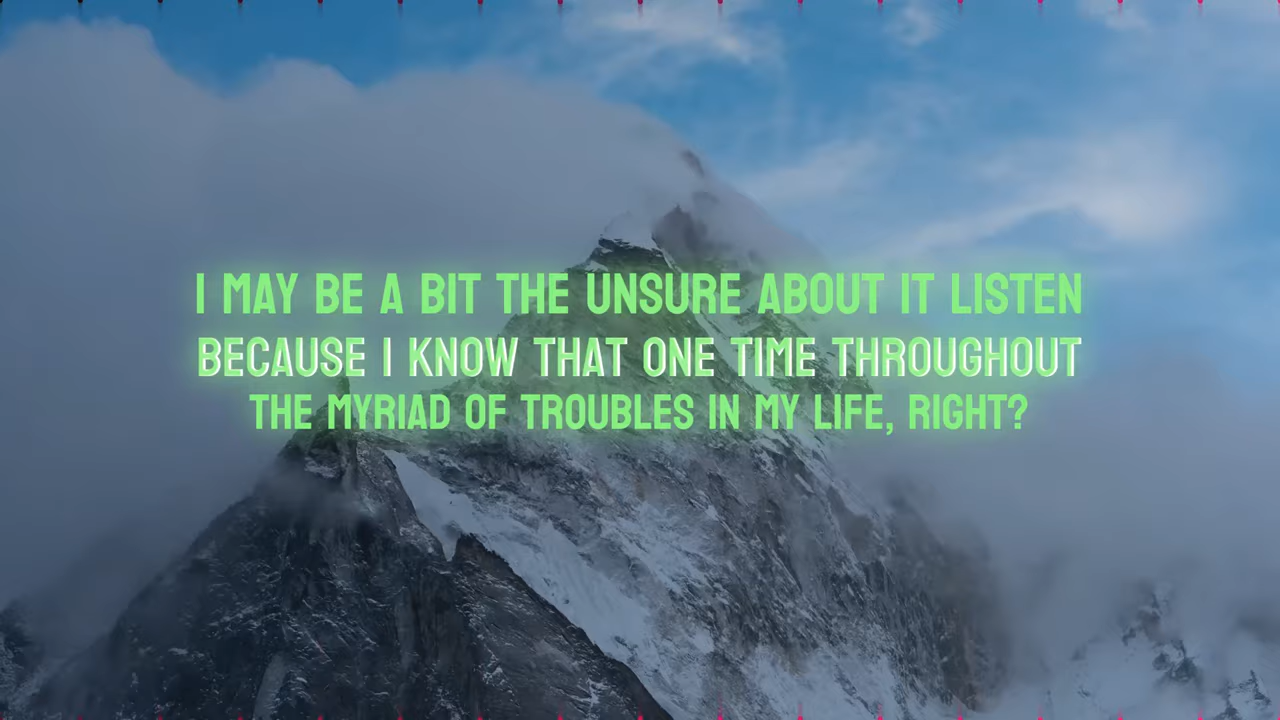 I MAY BE A BIT THE UNSURE ABOUT IT LISTEN
BECAUSE I KNOW THAT ONE TIME THROUGHOUT
THE MYRIAD OF TROUBLES IN MY LIFE, RIGHT?